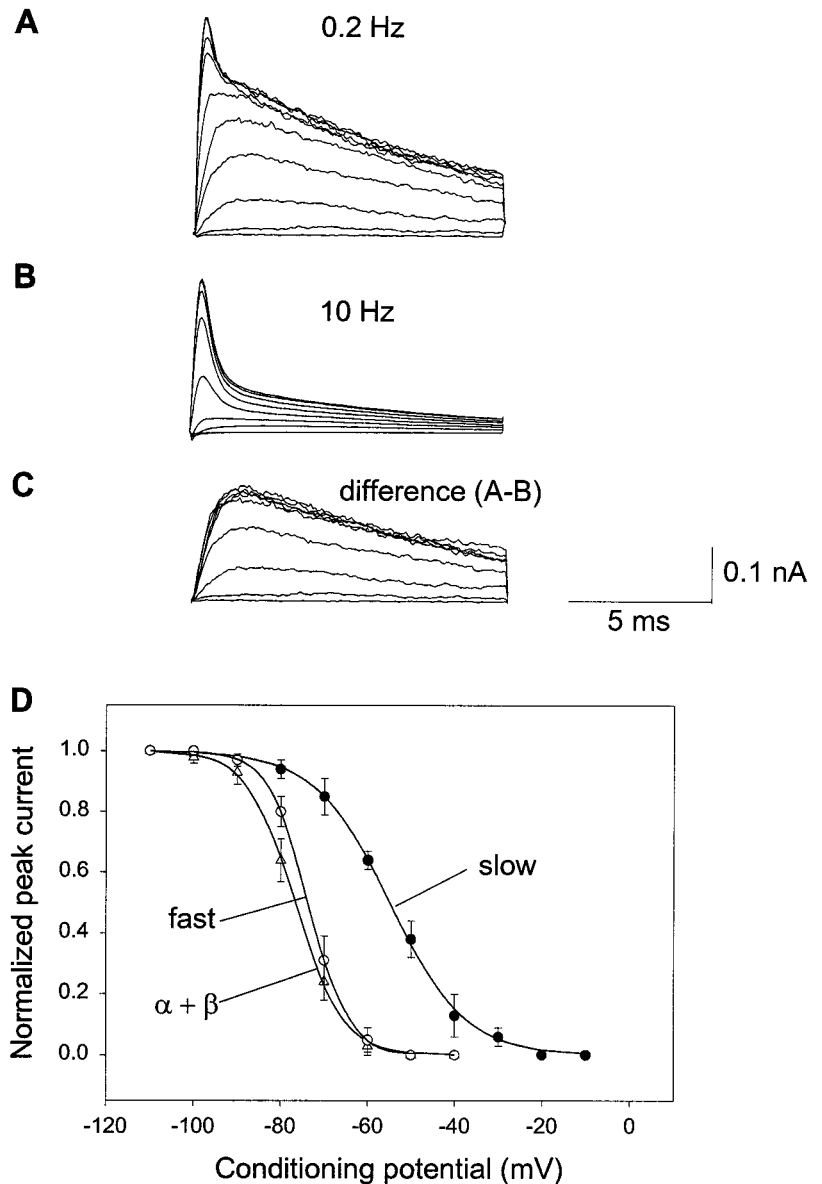 A
0.2 Hz
B
10 Hz
C
difference (A-B)
0.1 nA
5 ms
D
Normalized peak current
1.0
0.8
0.6
0.4
0.2
0.0
slow
fast
α + β
-120
-100
-80
-60
-40
-20
0
Conditioning potential (mV)